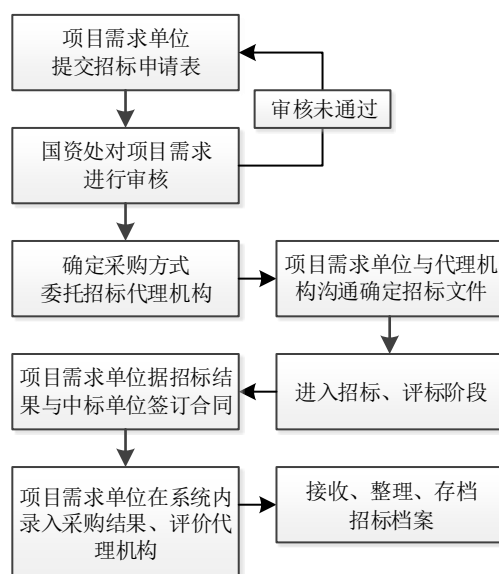 项目需求单位
提交招标申请表
审核未通过
国资处对项目需求
进行审核
确定采购方式
委托招标代理机构
项目需求单位与代理机
构沟通确定招标文件
进入招标、评标阶段
项目需求单位据招标结
果与中标单位签订合同
项目需求单位在系统内
录入采购结果、评价代
理机构
接收、整理、存档
招标档案